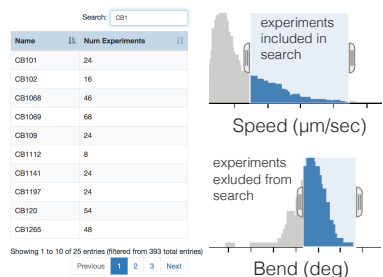 Search: CB1
Name Num Experiments
CB101 24
CB102 16
CB1068 46
CB1069 68
CB109 24
CB1112 8
CB1141 24
CB1197 24
CB120 54
CB1265 48
Showing 1 to 10 of 25 entries (filtered from 393 total entries)
Previous 1 2 3 Next
experiments
included in
search
Speed (µm/sec)
experiments
exluded from
search
Bend (deg)